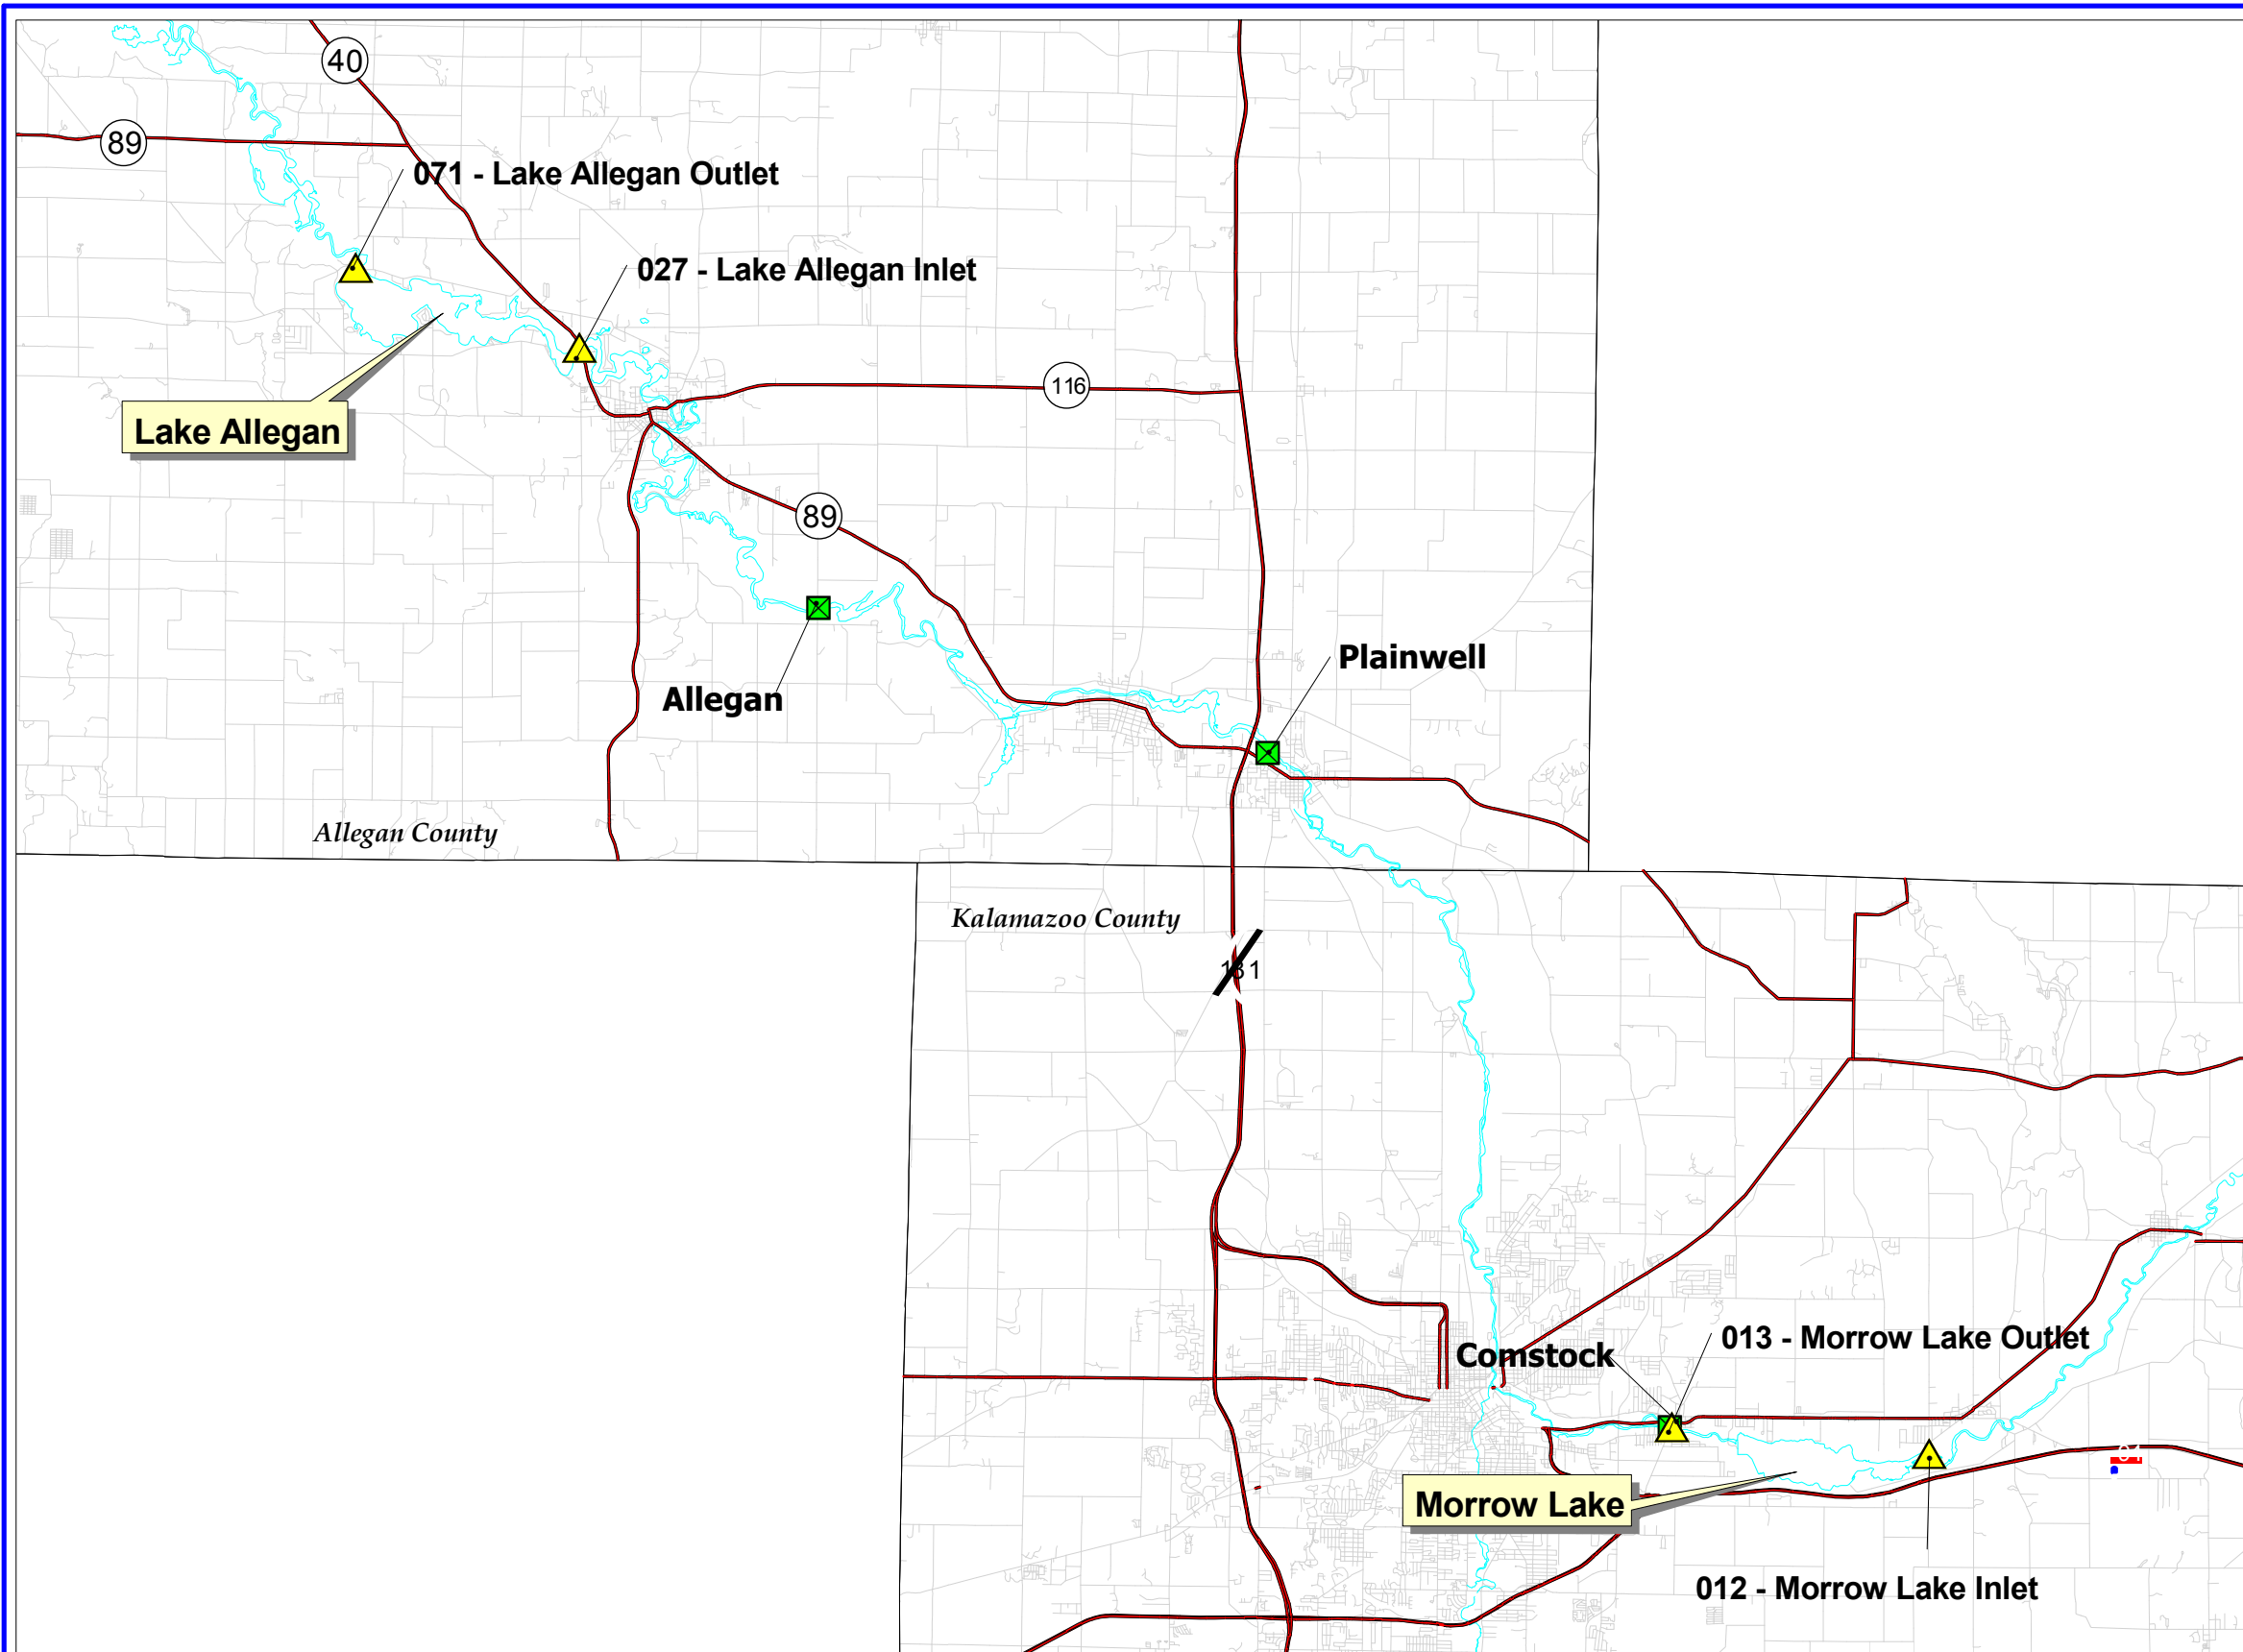 40
89
071 - Lake Allegan Outlet
027 - Lake Allegan Inlet
116
Lake Allegan
89
Plainwell
Allegan
Allegan County
Kalamazoo County
131
013 - Morrow Lake Outlet
Comstock
Morrow Lake
012 - Morrow Lake Inlet